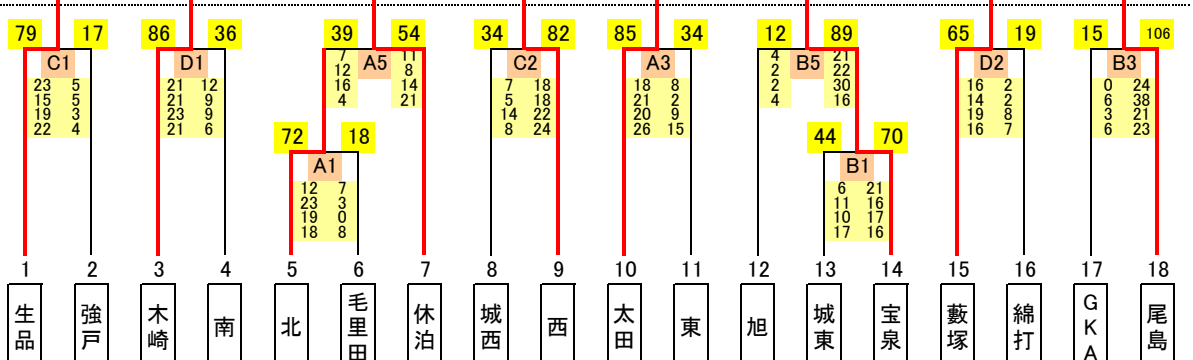 79 17 86 36 39 54 34 82 85 34 12 89 65 19 15 106
C1 D1 7 A5 11 C2 A3 4 B5 21 D2 B3
12 8 2 22
23 5 21 12 16 14 7 18 18 8 2 30 16 2 0 24
15 5 21 9 4 21 5 18 21 2 4 16 14 2 6 38
19 3 23 9 14 22 20 9 19 8 3 21
22 4 21 6 8 24 26 15 16 7 6 23
72 18 44 70
A1 B1
12 7 6 21
23 3 11 16
19 0 10 17
18 8 17 16
1 2 3 4 5 6 7 8 9 10 11 12 13 14 15 16 17 18
生品 強戸 木崎 南 北 毛里田 休泊 城西 西 太田 東 旭 城東 宝泉 藪塚 綿打 GKA 尾島